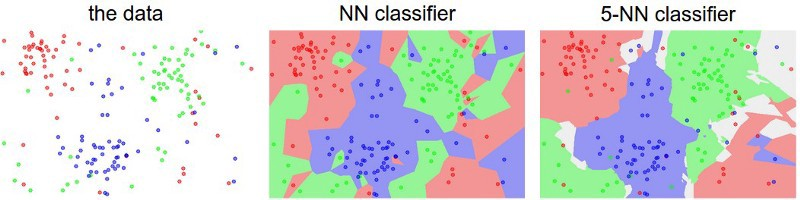 the data
NN classifier
5-NN classifier